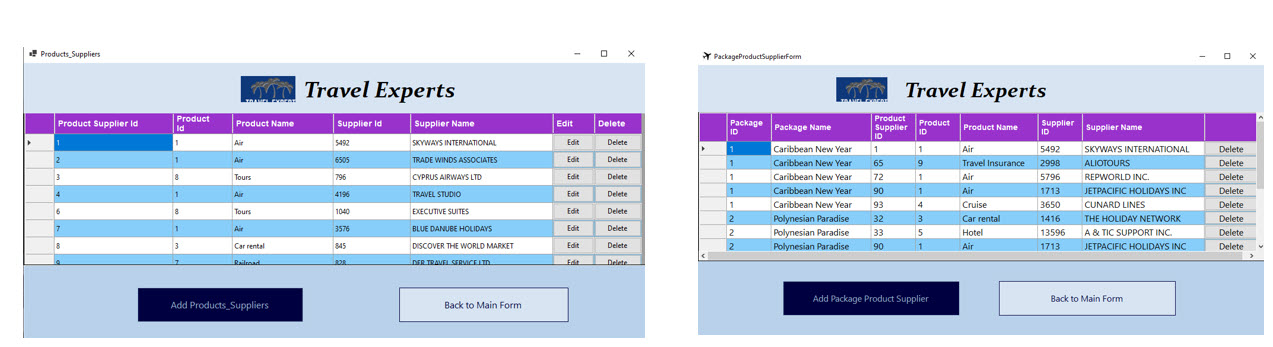 Products_Suppliers
TRAVEL EXPERT
Travel Experts
Product Supplier Id Product Id Product Name Supplier Id Supplier Name Edit Delete
1 1 Air 5492 SKYWAYS INTERNATIONAL Edit Delete
2 1 Air 6505 TRADE WINDS ASSOCIATES Edit Delete
3 8 Tours 796 CYPRUS AIRWAYS LTD Edit Delete
4 1 Air 4196 TRAVEL STUDIO Edit Delete
6 8 Tours 1040 EXECUTIVE SUITES Edit Delete
7 1 Air 3576 BLUE DANUBE HOLIDAYS Edit Delete
8 3 Car rental 845 DISCOVER THE WORLD MARKET Edit Delete
9 7 Railroad 828 DER TRAVEL SERVICE LTD Edit Delete
Add Products_Suppliers Back to Main Form
PackageProductSupplierForm
TRAVEL EXPERT
Travel Experts
Package ID Package Name Product Supplier ID Product ID Product Name Supplier ID Supplier Name
1 Caribbean New Year 1 1 Air 5492 SKYWAYS INTERNATIONAL Delete
1 Caribbean New Year 65 9 Travel Insurance 2998 ALIOTOURS Delete
1 Caribbean New Year 72 1 Air 5796 REPWORLD INC. Delete
1 Caribbean New Year 90 1 Air 1713 JETPACIFIC HOLIDAYS INC Delete
1 Caribbean New Year 93 4 Cruise 3650 CUNARD LINES Delete
2 Polynesian Paradise 32 3 Car rental 1416 THE HOLIDAY NETWORK Delete
2 Polynesian Paradise 33 5 Hotel 13596 A & TIC SUPPORT INC. Delete
2 Polynesian Paradise 90 1 Air 1713 JETPACIFIC HOLIDAYS INC Delete
Add Package Product Supplier Back to Main Form